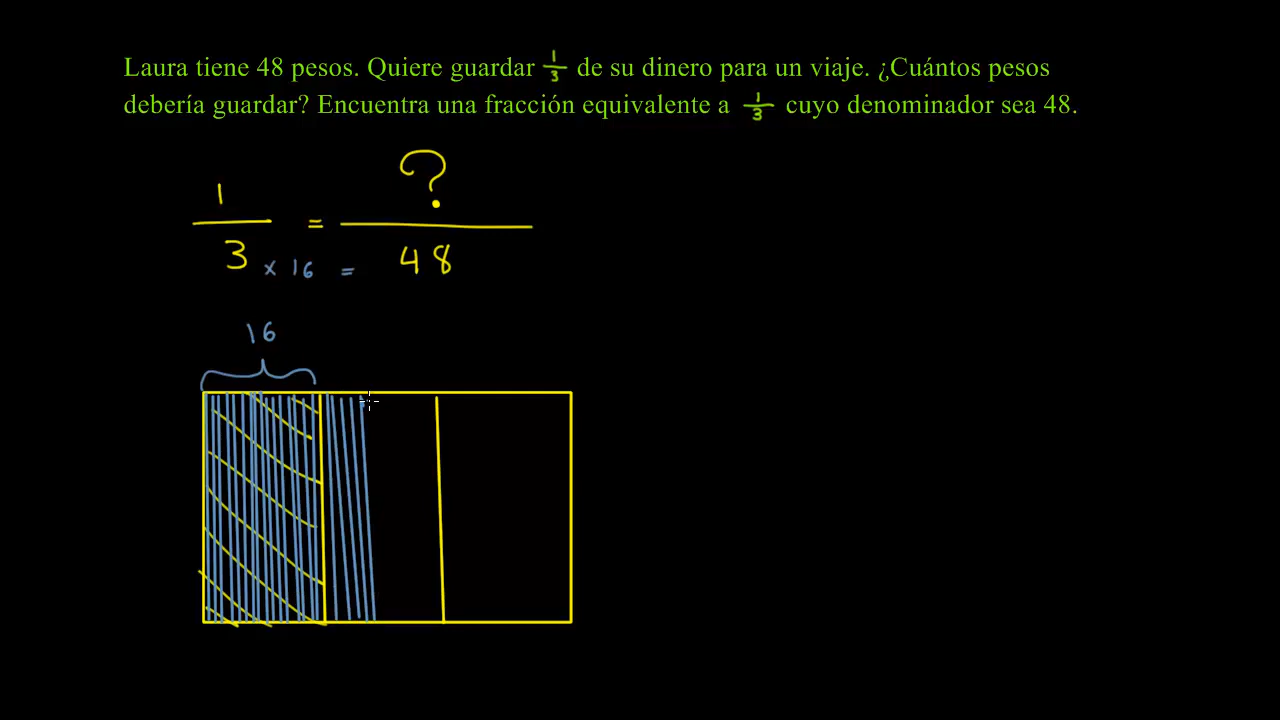 Laura tiene 48 pesos. Quiere guardar 1/3 de su dinero para un viaje. ¿Cuántos pesos
debería guardar? Encuentra una fracción equivalente a 1/3 cuyo denominador sea 48.
1 ?
= 
3 × 16 = 48
16